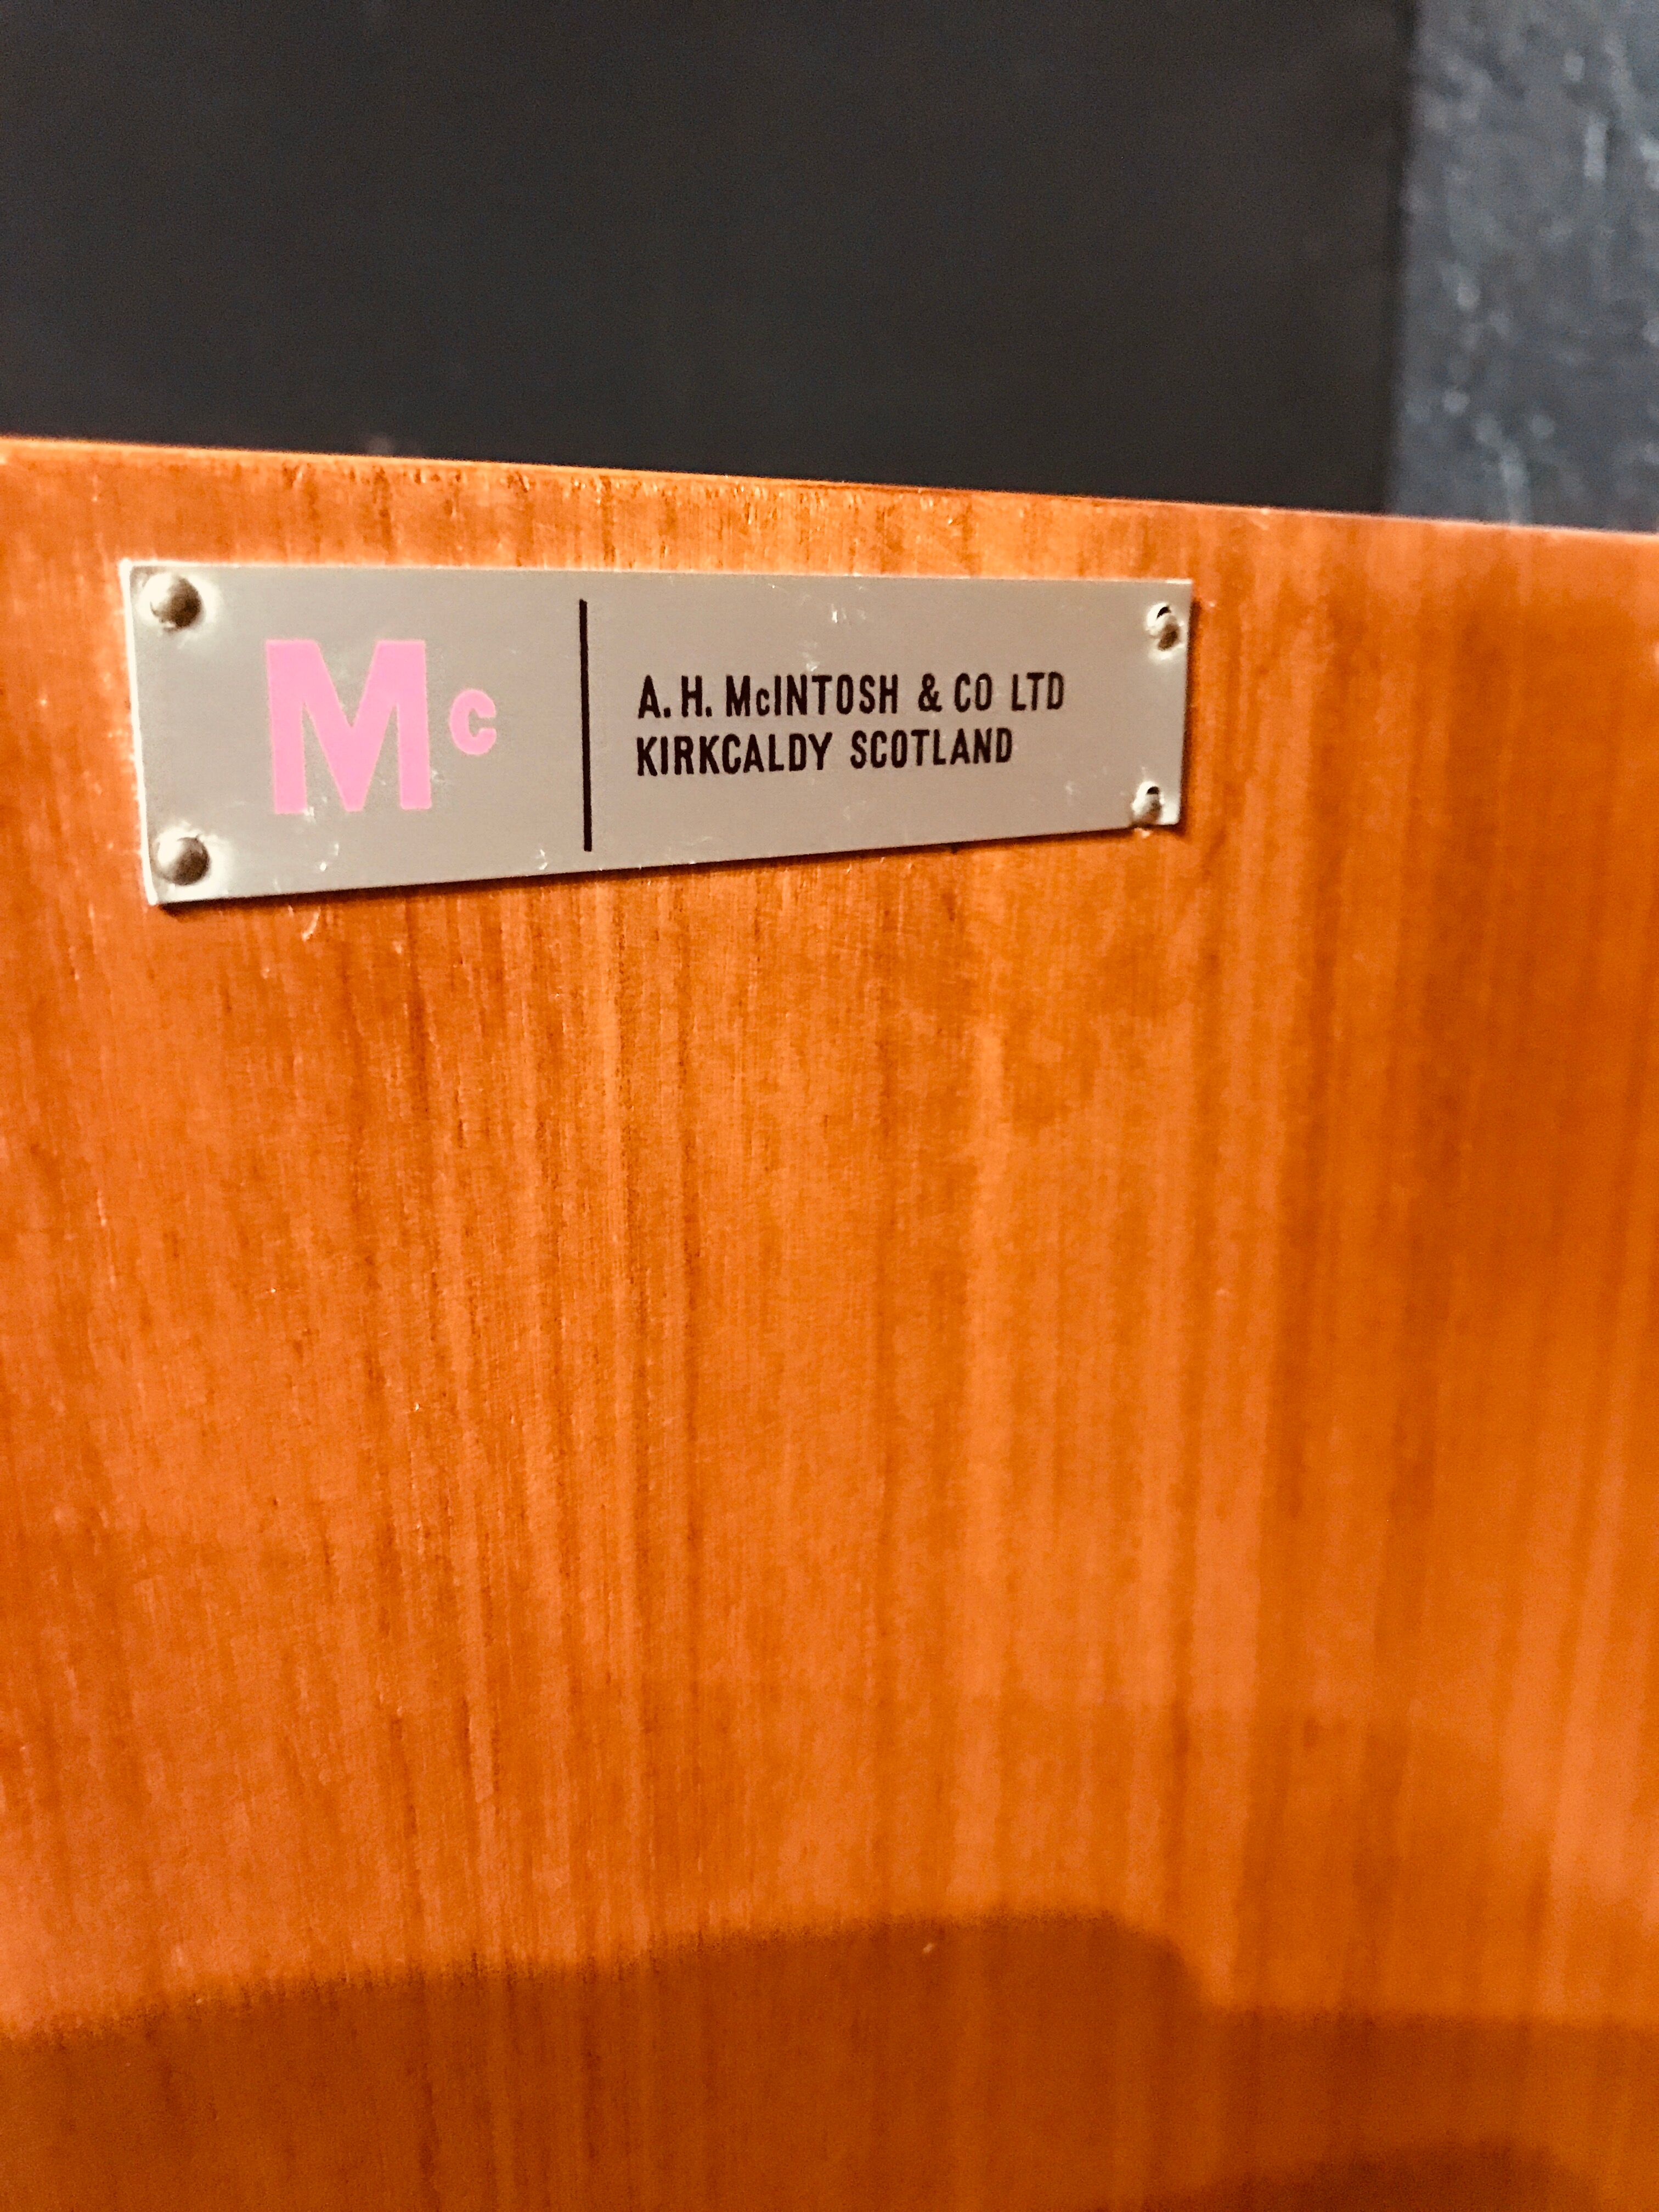 Mc
A. H. McINTOSH & CO LTD
KIRKCALDY SCOTLAND